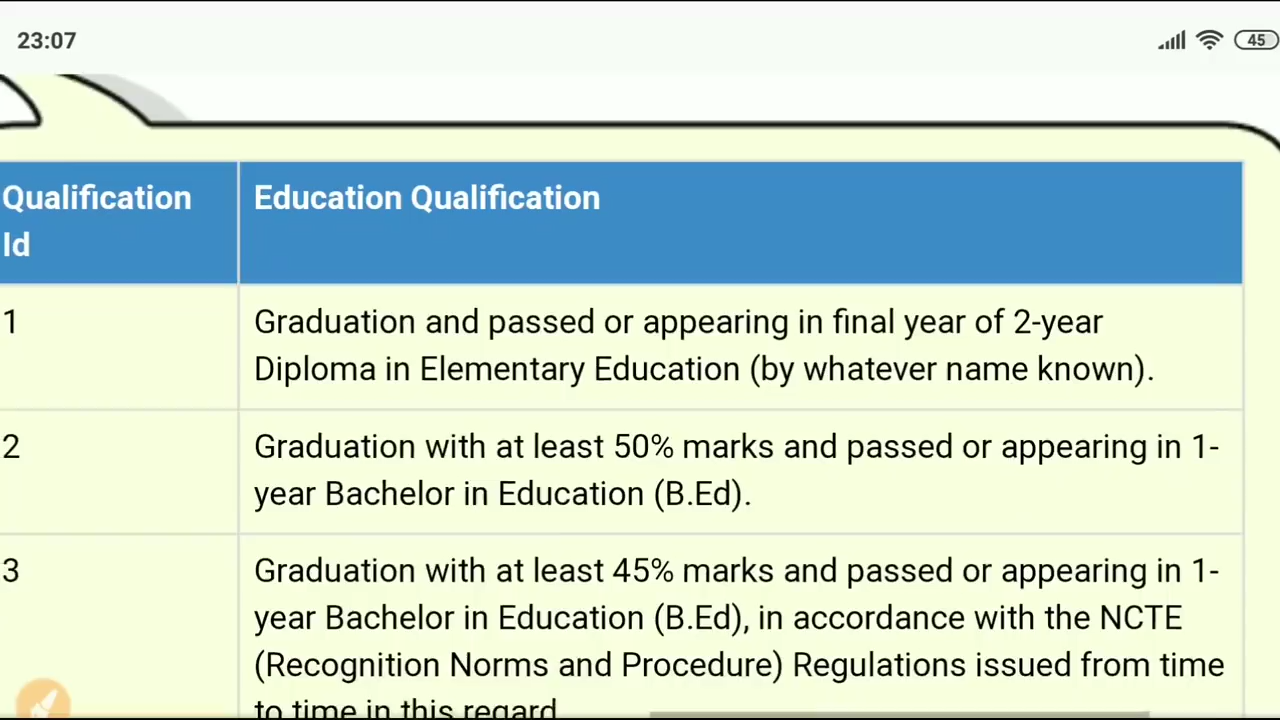 23:07
45
Qualification
Id
Education Qualification
1
Graduation and passed or appearing in final year of 2-year
Diploma in Elementary Education (by whatever name known).
2
Graduation with at least 50% marks and passed or appearing in 1-
year Bachelor in Education (B.Ed).
3
Graduation with at least 45% marks and passed or appearing in 1-
year Bachelor in Education (B.Ed), in accordance with the NCTE
(Recognition Norms and Procedure) Regulations issued from time
to time in this regard